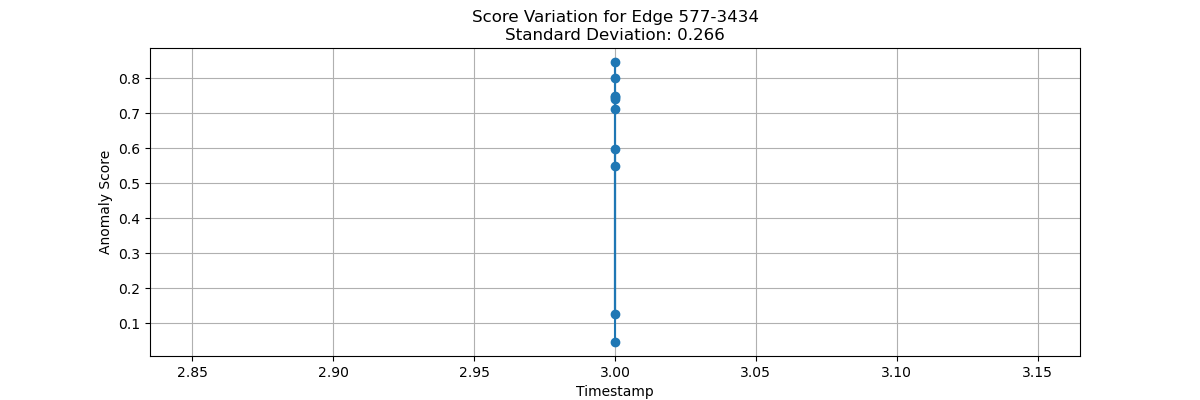 Score Variation for Edge 577-3434
Standard Deviation: 0.266
Anomaly Score
0.8
0.7
0.6
0.5
0.4
0.3
0.2
0.1
2.85 2.90 2.95 3.00 3.05 3.10 3.15
Timestamp